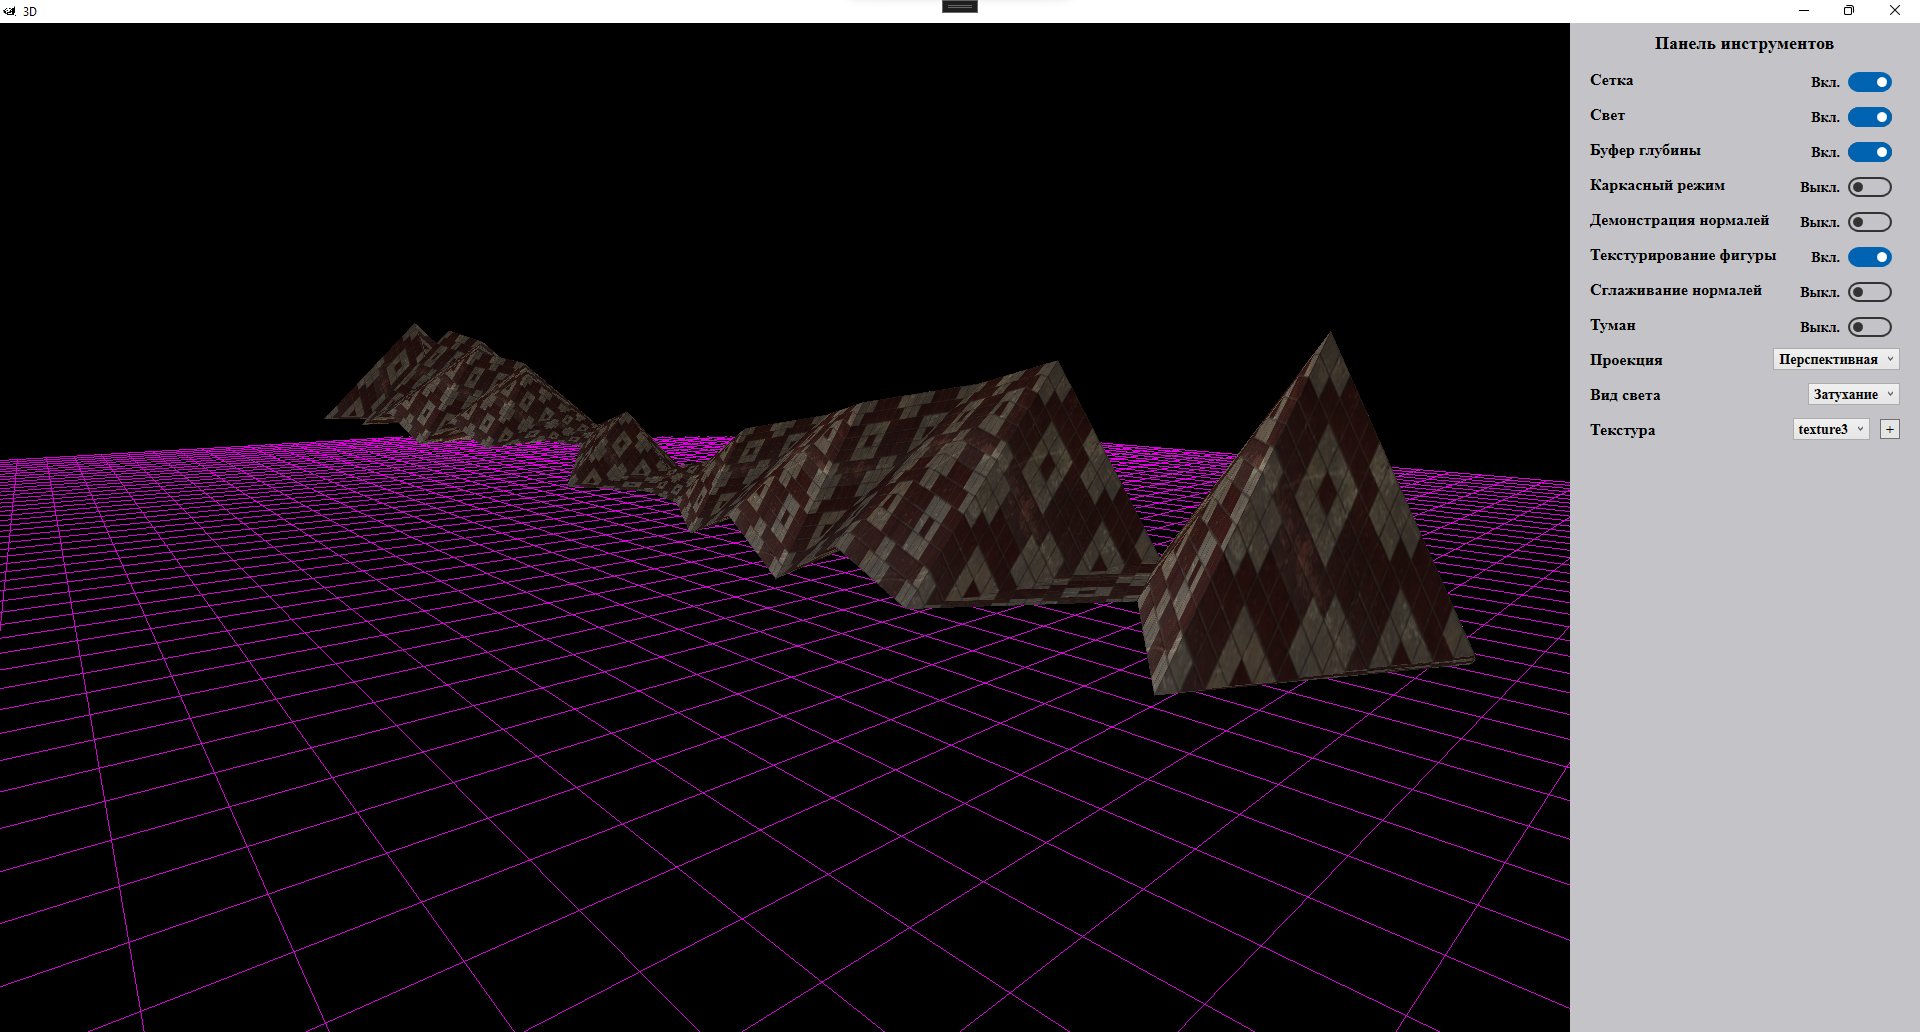 3D
Панель инструментов
Сетка Вкл.
Свет Вкл.
Буфер глубины Вкл.
Каркасный режим Выкл.
Демонстрация нормалей Выкл.
Текстурирование фигуры Вкл.
Сглаживание нормалей Выкл.
Туман Выкл.
Проекция Перспективная
Вид света Затухание
Текстура texture3 +